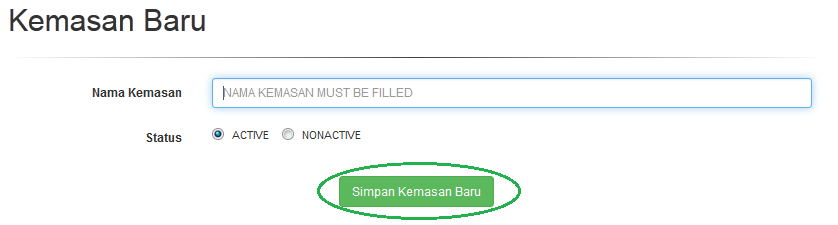 Kemasan Baru
Nama Kemasan NAMA KEMASAN MUST BE FILLED
Status ACTIVE NONACTIVE
Simpan Kemasan Baru